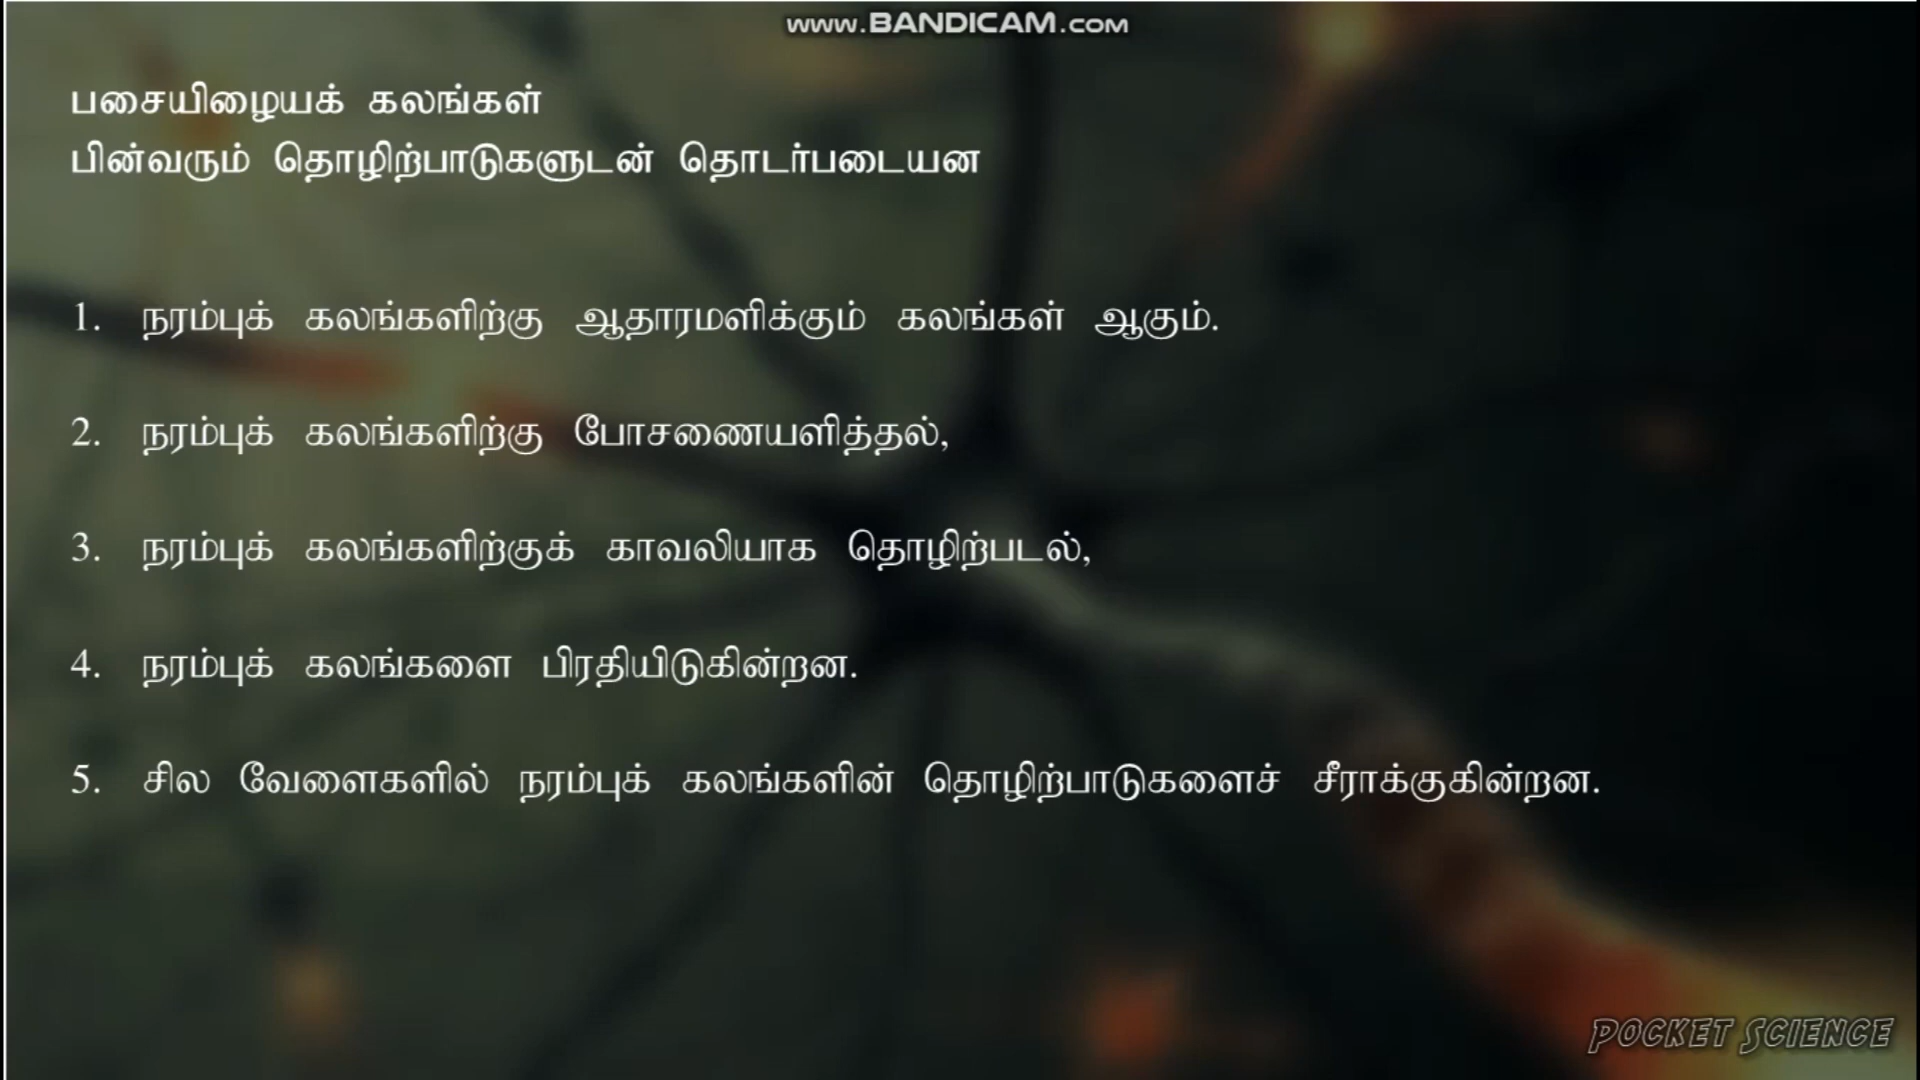 www.BANDICAM.com
பசையிழையக் கலங்கள்
பின்வரும் தொழிற்பாடுகளுடன் தொடர்படையன
1. நரம்புக் கலங்களிற்கு ஆதாரமளிக்கும் கலங்கள் ஆகும்.
2. நரம்புக் கலங்களிற்கு போசணையளித்தல்,
3. நரம்புக் கலங்களிற்குக் காவலியாக தொழிற்படல்,
4. நரம்புக் கலங்களை பிரதியிடுகின்றன.
5. சில வேளைகளில் நரம்புக் கலங்களின் தொழிற்பாடுகளைச் சீராக்குகின்றன.
POCKET SCIENCE